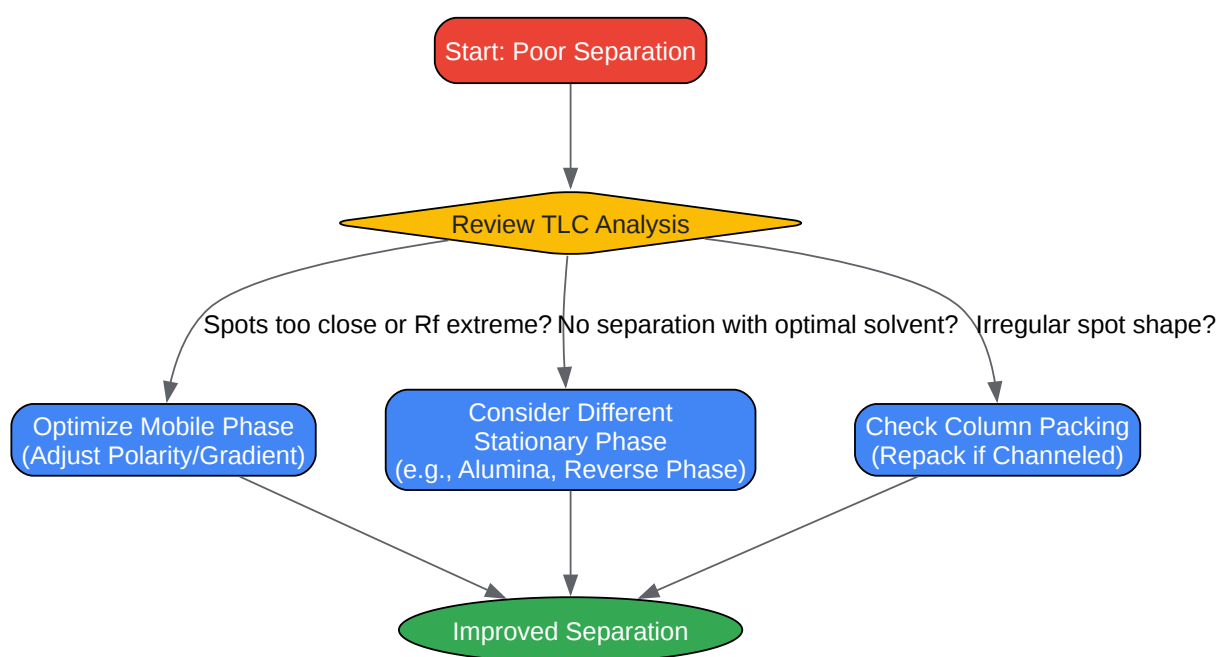 Start: Poor Separation
Review TLC Analysis
Spots too close or Rf extreme?
No separation with optimal solvent?
Irregular spot shape?
Optimize Mobile Phase
(Adjust Polarity/Gradient)
Consider Different
Stationary Phase
(e.g., Alumina, Reverse Phase)
Check Column Packing
(Repack if Channeled)
Improved Separation